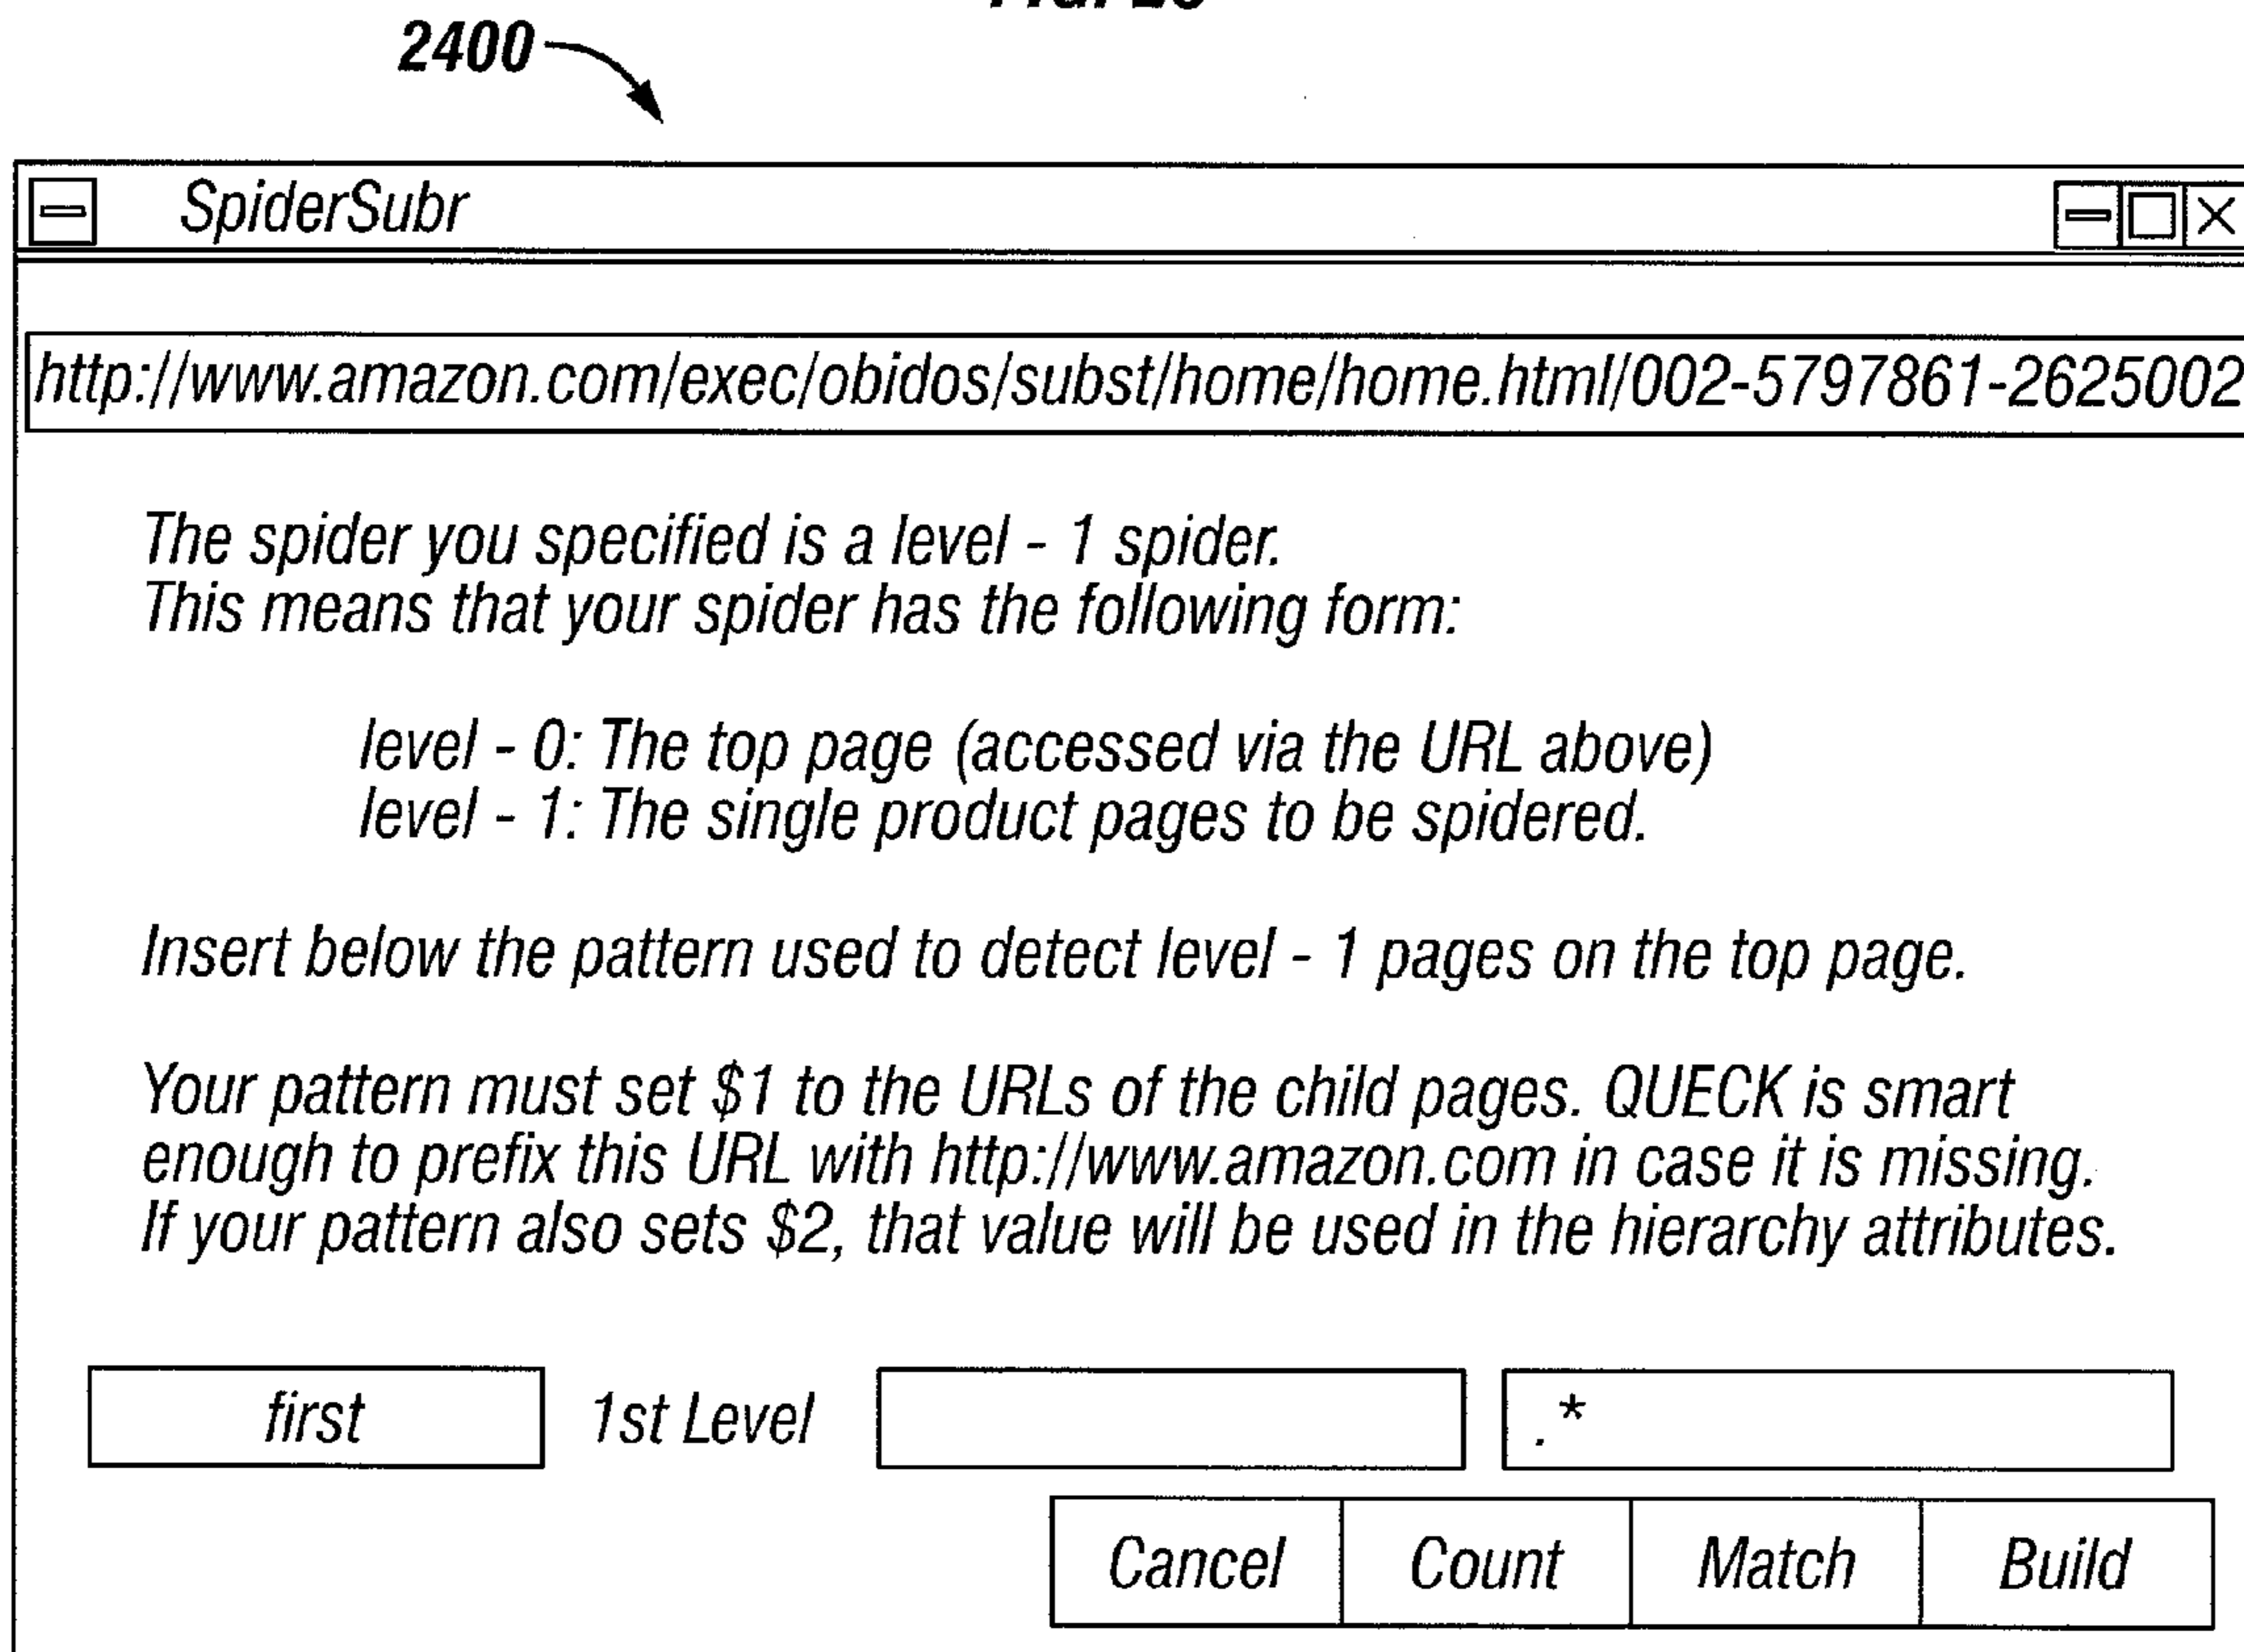 2400
SpiderSubr
http://www.amazon.com/exec/obidos/subst/home/home.html/002-5797861-2625002
The spider you specified is a level - 1 spider.
This means that your spider has the following form:
level - 0: The top page (accessed via the URL above)
level - 1: The single product pages to be spidered.
Insert below the pattern used to detect level - 1 pages on the top page.
Your pattern must set $1 to the URLs of the child pages. QUECK is smart
enough to prefix this URL with http://www.amazon.com in case it is missing.
If your pattern also sets $2, that value will be used in the hierarchy attributes.
first 1st Level .*
Cancel Count Match Build